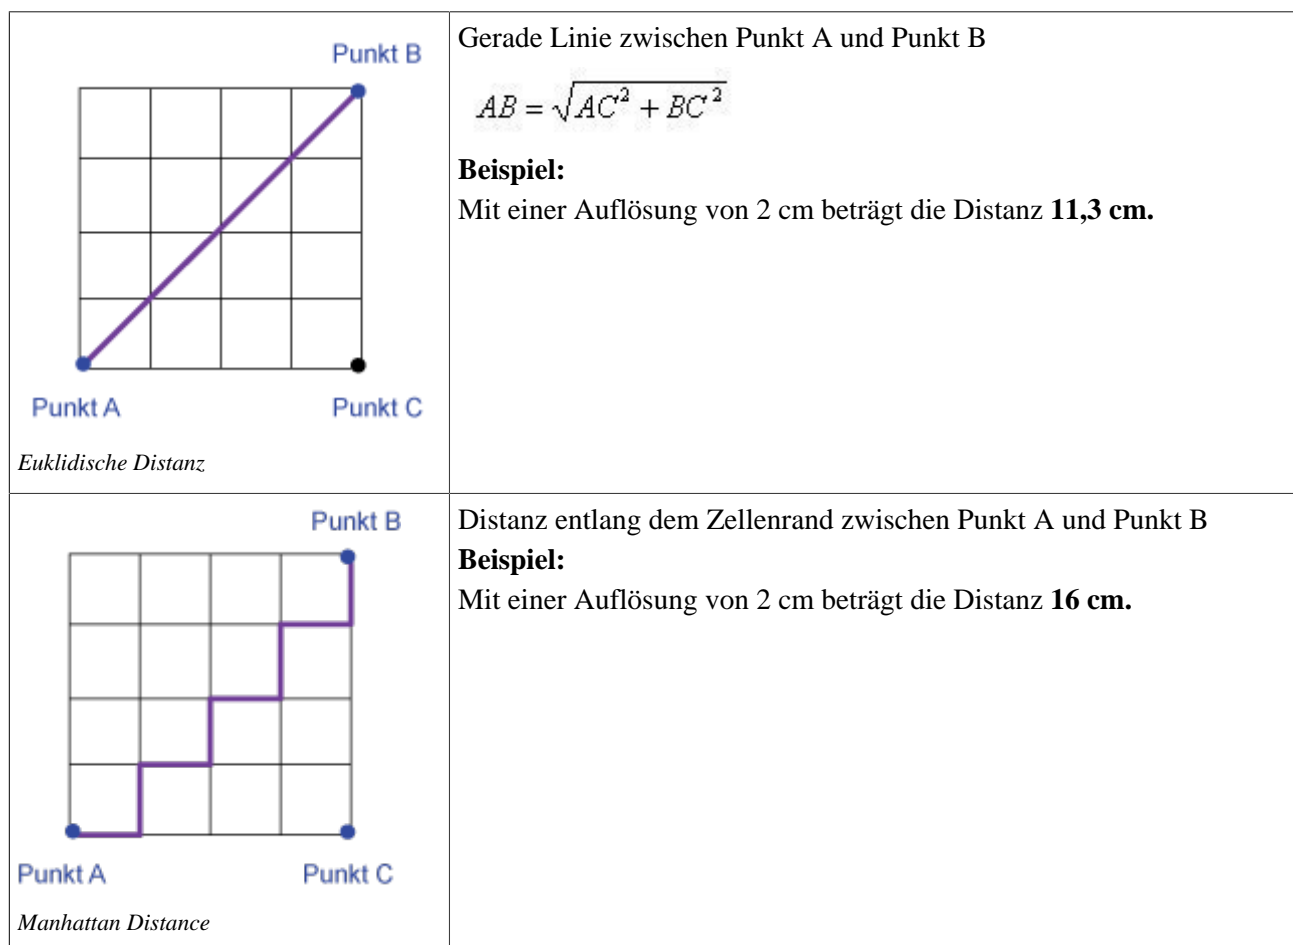 Punkt B
Punkt A
Punkt C
Euklidische Distanz
Gerade Linie zwischen Punkt A und Punkt B
AB = √AC² + BC²
Beispiel:
Mit einer Auflösung von 2 cm beträgt die Distanz 11,3 cm.
Punkt B
Punkt A
Punkt C
Manhattan Distance
Distanz entlang dem Zellenrand zwischen Punkt A und Punkt B
Beispiel:
Mit einer Auflösung von 2 cm beträgt die Distanz 16 cm.